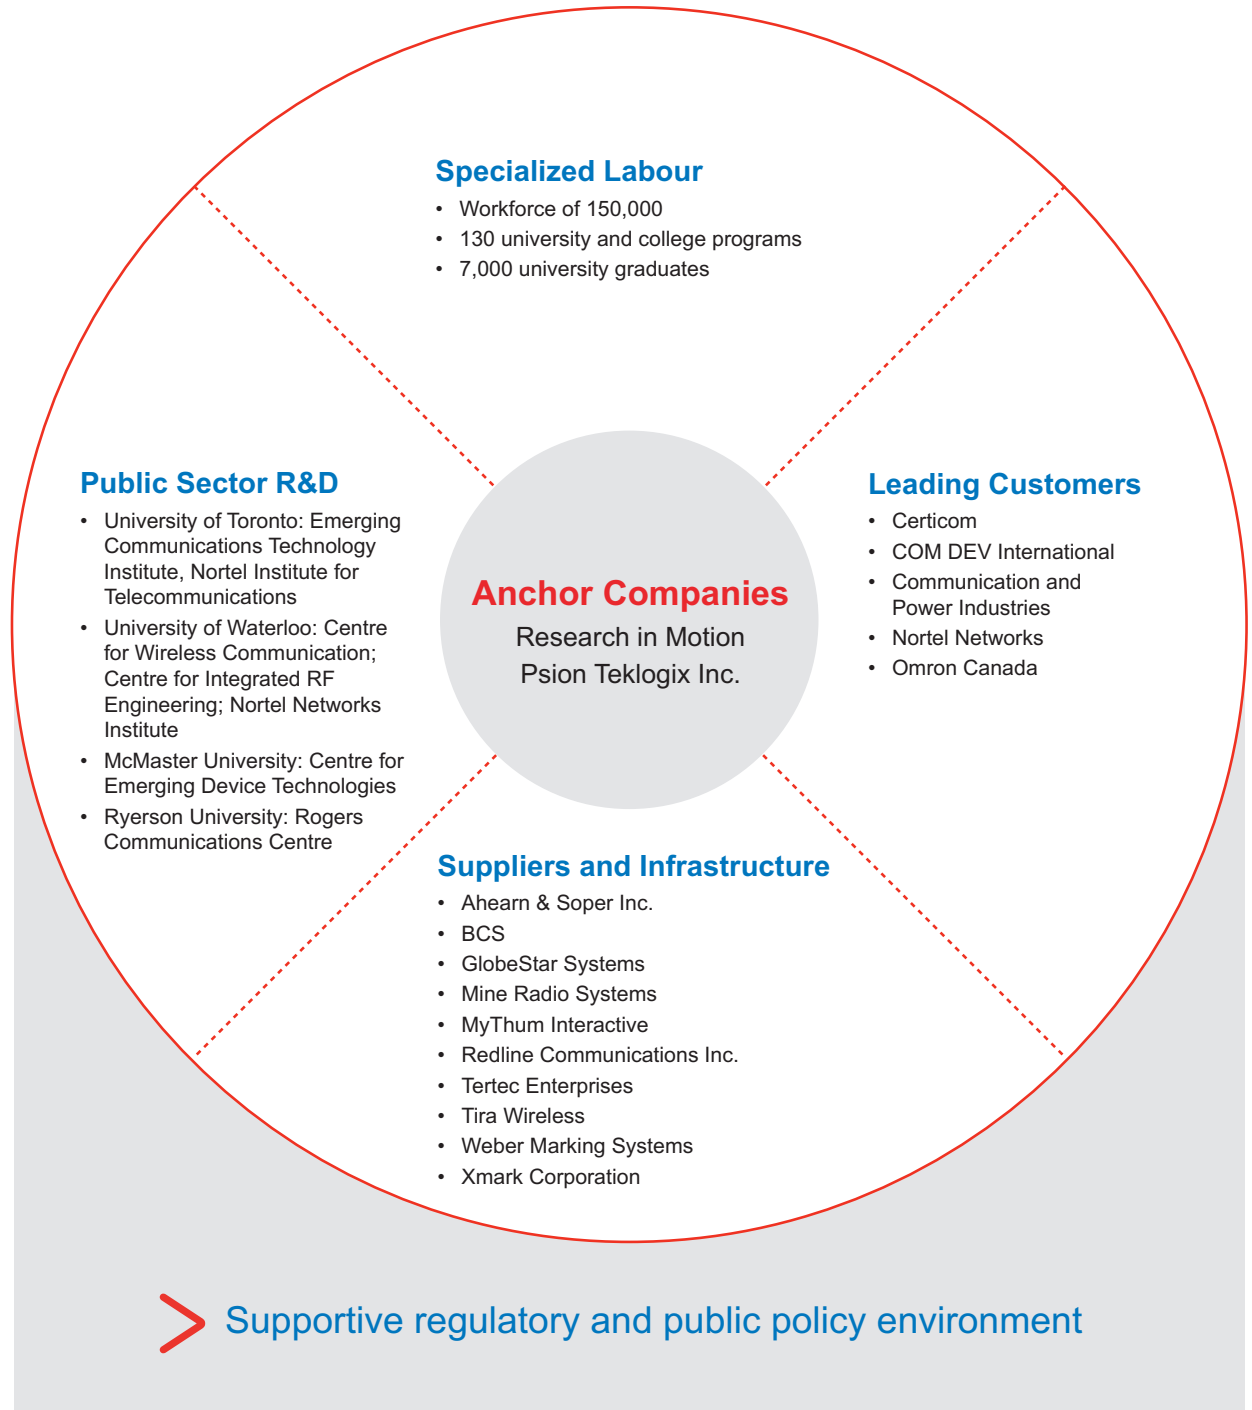 Specialized Labour
• Workforce of 150,000
• 130 university and college programs
• 7,000 university graduates
Public Sector R&D
• University of Toronto: Emerging
Communications Technology
Institute, Nortel Institute for
Telecommunications
• University of Waterloo: Centre
for Wireless Communication;
Centre for Integrated RF
Engineering; Nortel Networks
Institute
• McMaster University: Centre for
Emerging Device Technologies
• Ryerson University: Rogers
Communications Centre
Anchor Companies
Research in Motion
Psion Teklogix Inc.
Leading Customers
• Certicom
• COM DEV International
• Communication and
Power Industries
• Nortel Networks
• Omron Canada
Suppliers and Infrastructure
• Ahearn & Soper Inc.
• BCS
• GlobeStar Systems
• Mine Radio Systems
• MyThum Interactive
• Redline Communications Inc.
• Tertec Enterprises
• Tira Wireless
• Weber Marking Systems
• Xmark Corporation
Supportive regulatory and public policy environment